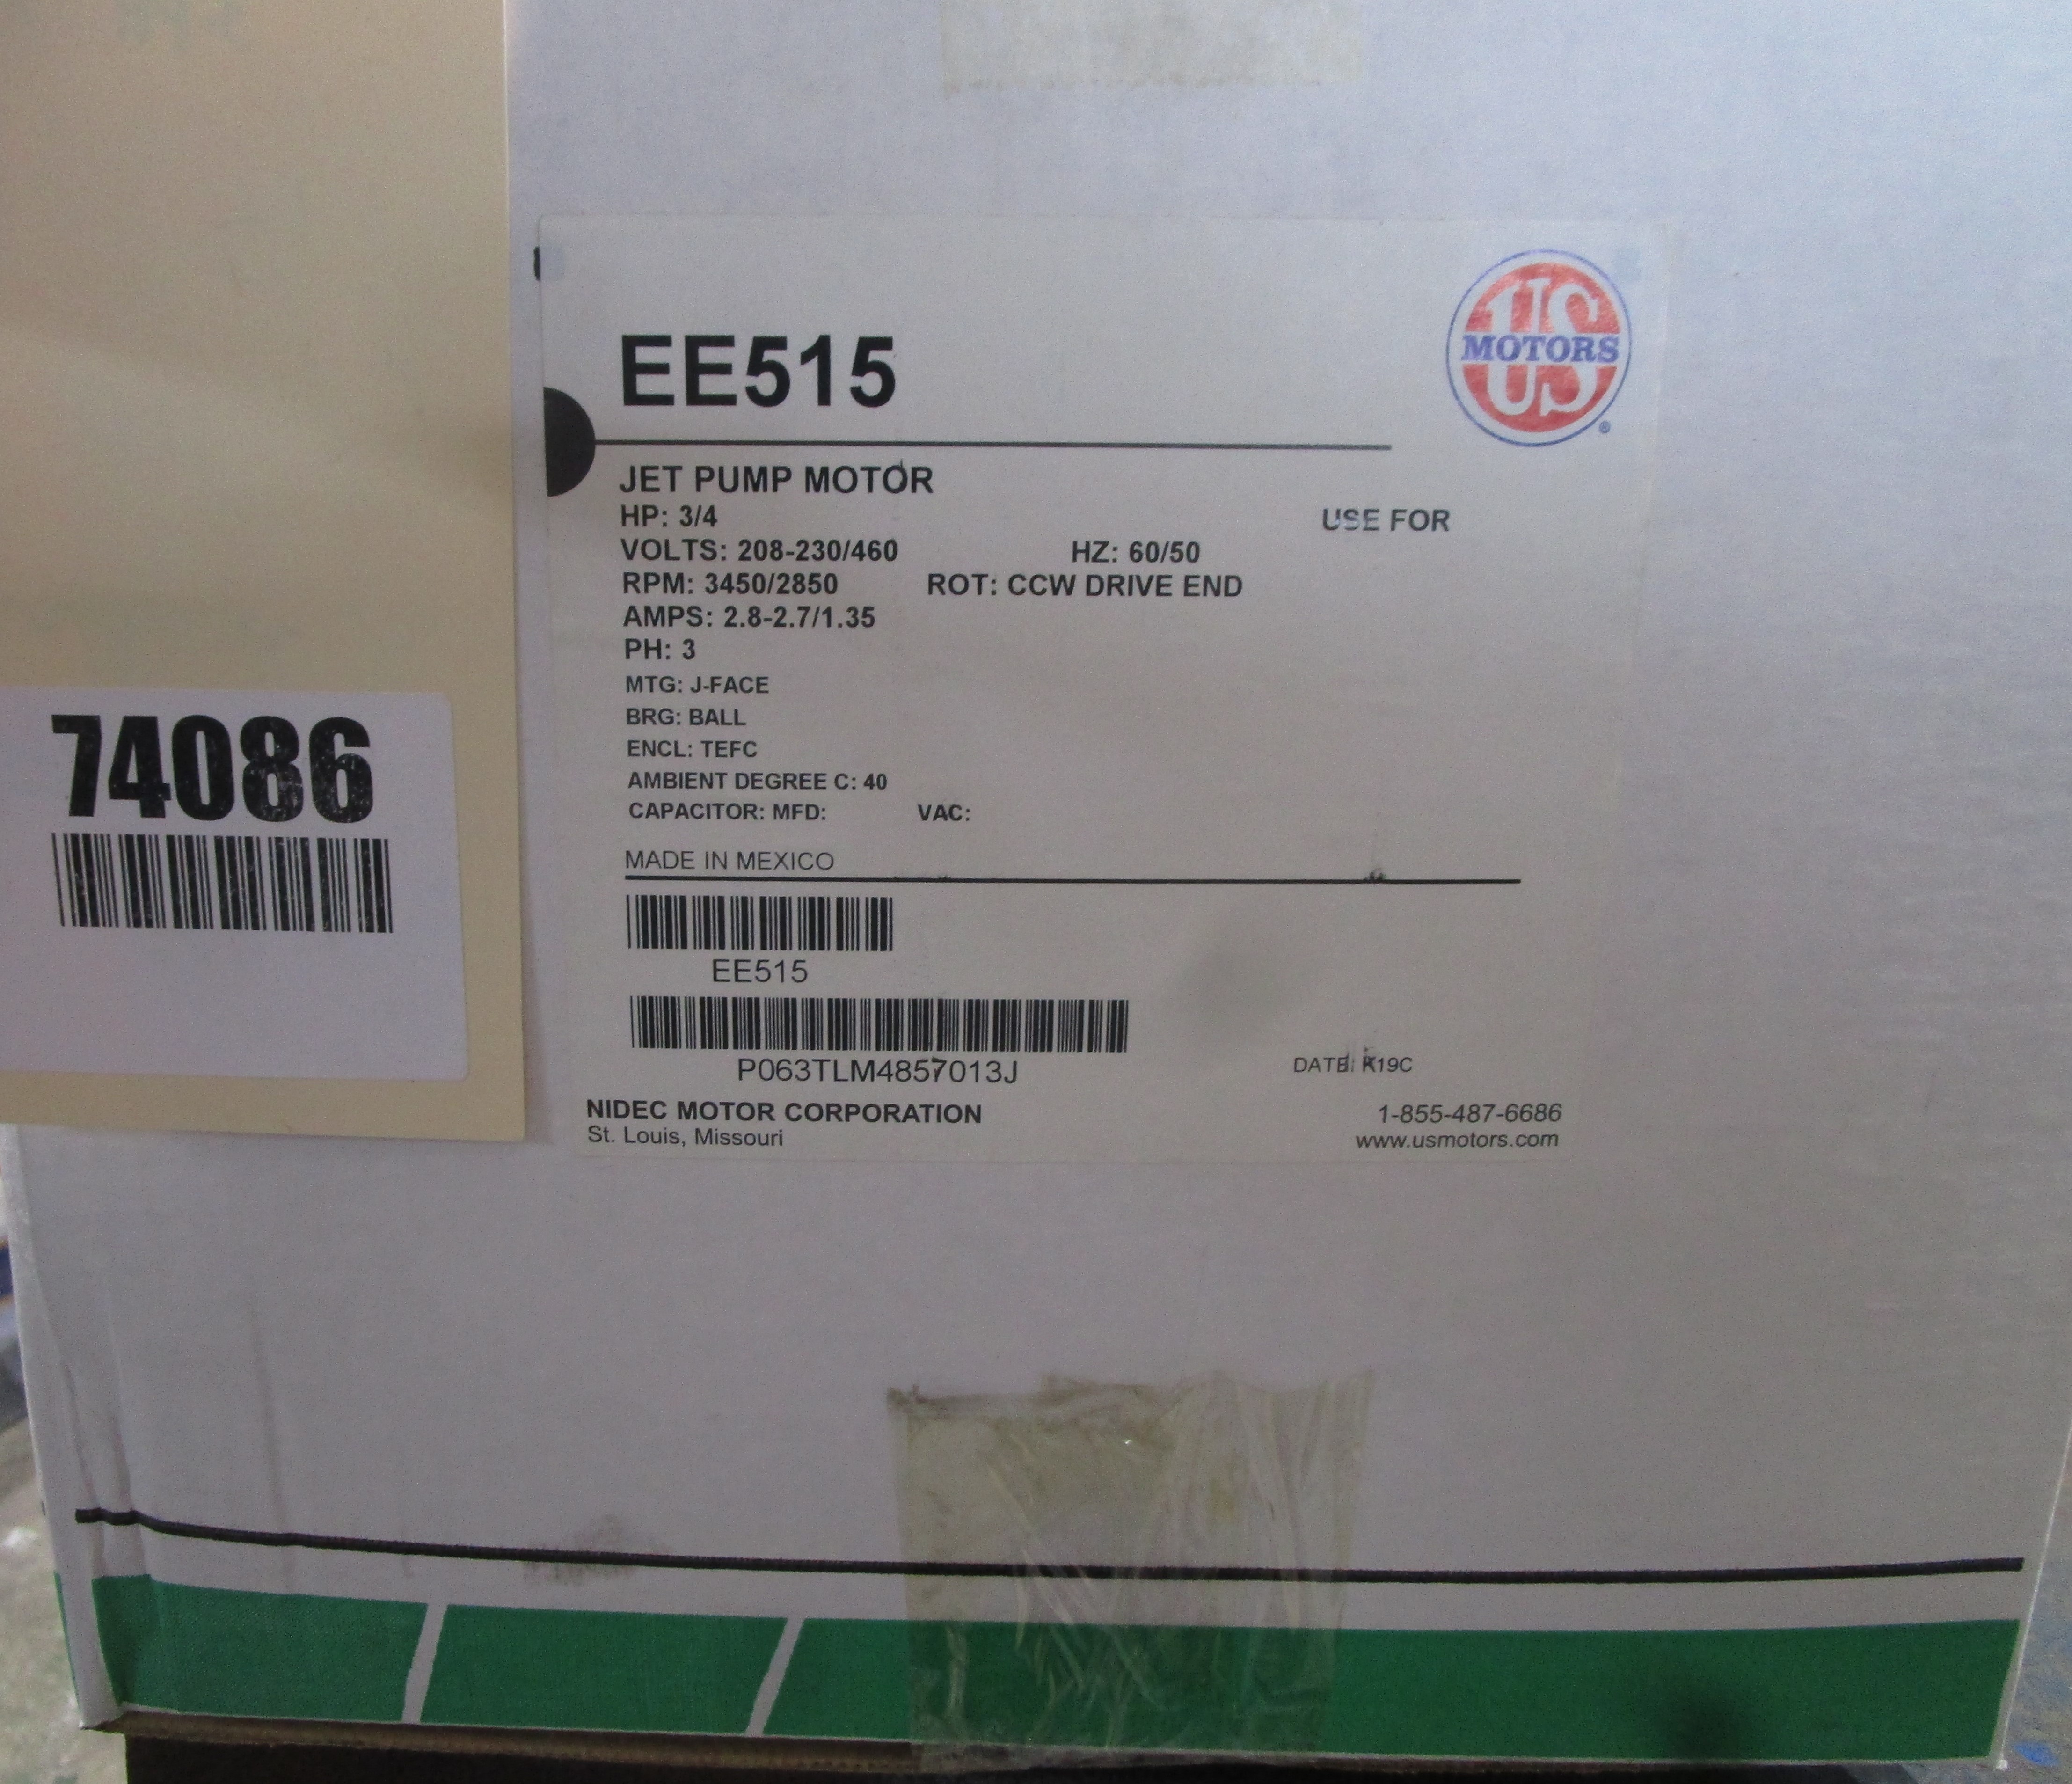 EE515
US
MOTORS
®
JET PUMP MOTOR
HP: 3/4
USE FOR
VOLTS: 208-230/460 HZ: 60/50
RPM: 3450/2850 ROT: CCW DRIVE END
AMPS: 2.8-2.7/1.35
PH: 3
MTG: J-FACE
BRG: BALL
ENCL: TEFC
AMBIENT DEGREE C: 40
CAPACITOR: MFD: VAC:
MADE IN MEXICO
EE515
P063TLM4857013J
DATE: K19C
NIDEC MOTOR CORPORATION
St. Louis, Missouri
1-855-487-6686
www.usmotors.com
74086